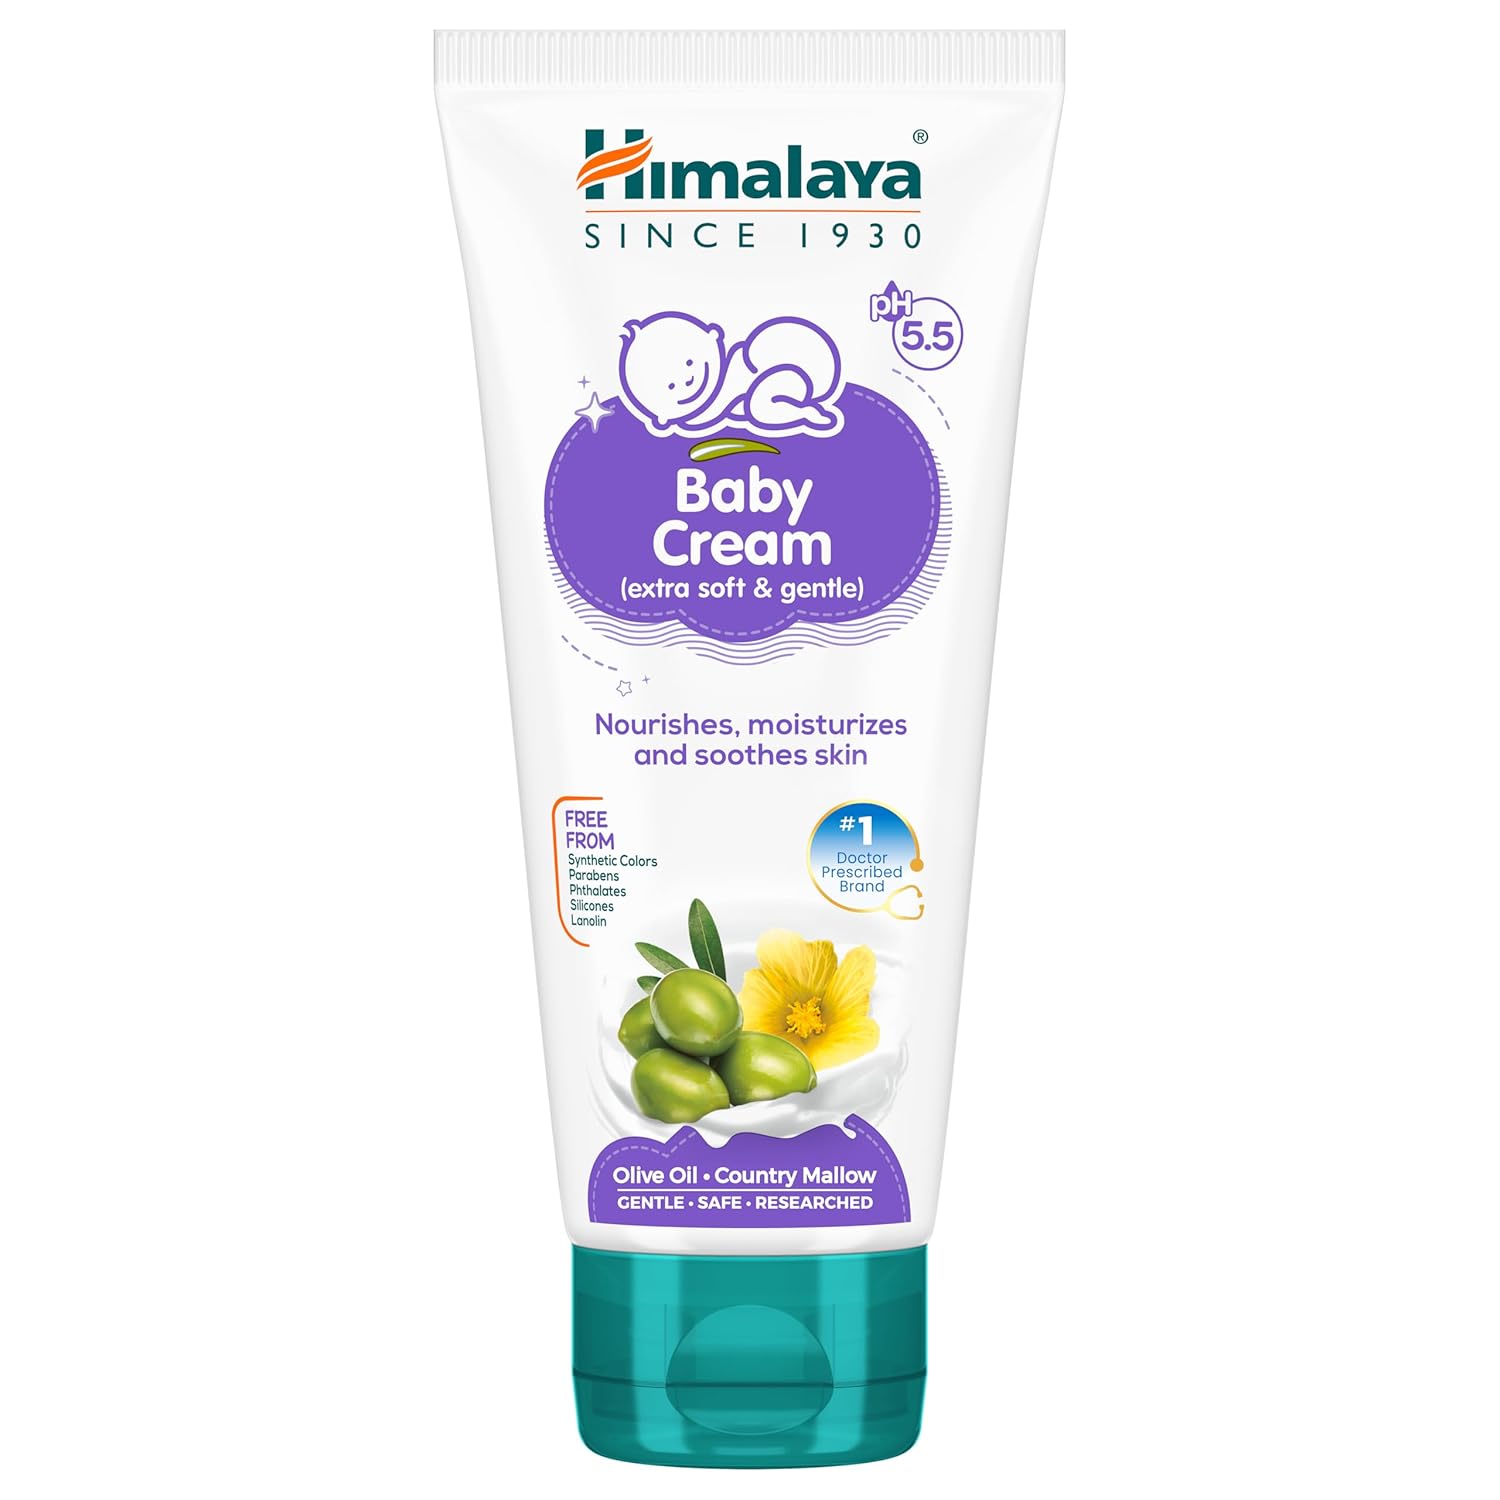 Himalaya®
SINCE 1930
pH
5.5
Baby
Cream
(extra soft & gentle)
Nourishes, moisturizes
and soothes skin
FREE
FROM
Synthetic Colors
Parabens
Phthalates
Silicones
Lanolin
#1
Doctor
Prescribed
Brand
Olive Oil • Country Mallow
GENTLE • SAFE • RESEARCHED